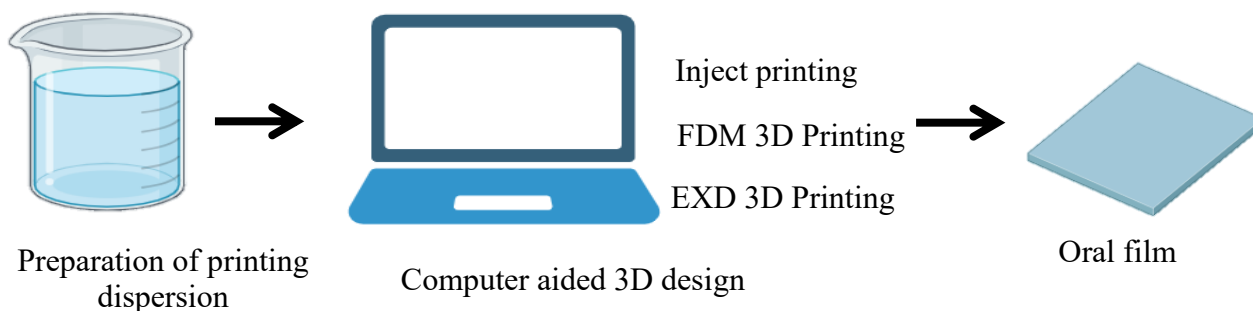 Preparation of printing
dispersion
Computer aided 3D design
Inject printing
FDM 3D Printing
EXD 3D Printing
Oral film